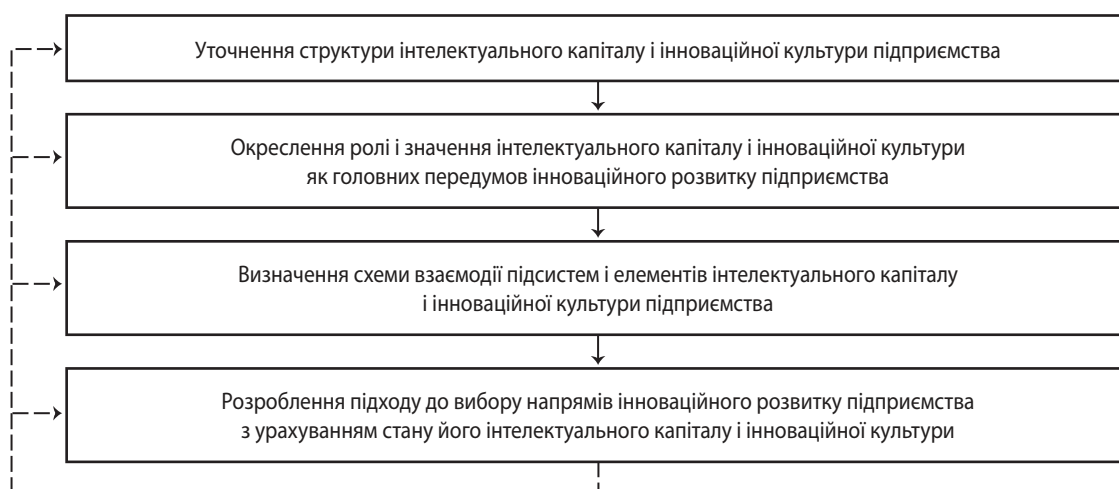 Уточнення структури інтелектуального капіталу і інноваційної культури підприємства
Окреслення ролі і значення інтелектуального капіталу і інноваційної культури
як головних передумов інноваційного розвитку підприємства
Визначення схеми взаємодії підсистем і елементів інтелектуального капіталу
і інноваційної культури підприємства
Розроблення підходу до вибору напрямів інноваційного розвитку підприємства
з урахуванням стану його інтелектуального капіталу і інноваційної культури